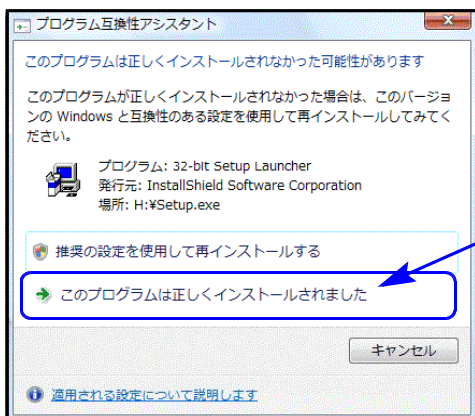 プログラム互換性アシスタント
このプログラムは正しくインストールされなかった可能性があります
このプログラムが正しくインストールされなかった場合は、このバージョ
ンの Windows と互換性のある設定を使用して再インストールしてみてく
ださい。
プログラム: 32-bit Setup Launcher
発行元: InstallShield Software Corporation
場所: H:¥Setup.exe
推奨の設定を使用して再インストールする
このプログラムは正しくインストールされました
キャンセル
適用される設定について説明します